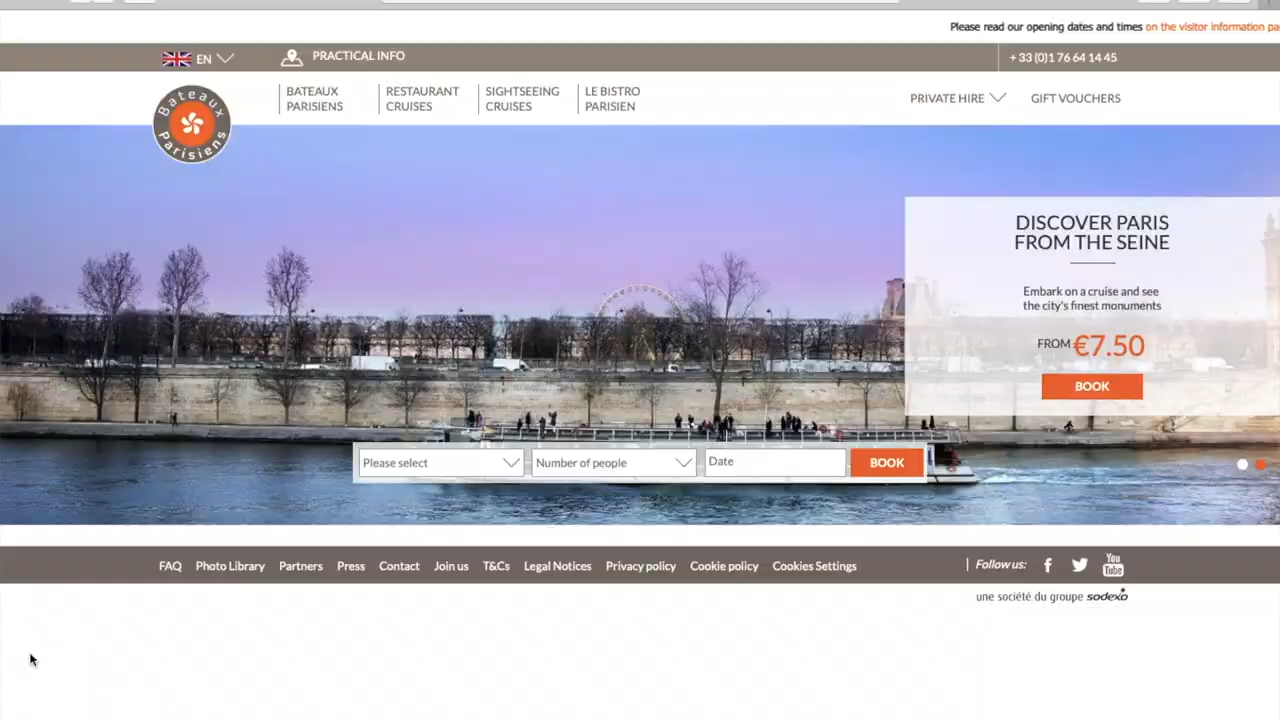 Please read our opening dates and times on the visitor information pa
EN
PRACTICAL INFO
+ 33 (0)1 76 64 14 45
Bateaux Parisiens
BATEAUX
PARISIENS
RESTAURANT
CRUISES
SIGHTSEEING
CRUISES
LE BISTRO
PARISIEN
PRIVATE HIRE
GIFT VOUCHERS
DISCOVER PARIS
FROM THE SEINE
Embark on a cruise and see
the city's finest monuments
FROM €7.50
BOOK
Please select
Number of people
Date
BOOK
FAQ Photo Library Partners Press Contact Join us T&Cs Legal Notices Privacy policy Cookie policy Cookies Settings
Follow us:
You
Tube
une société du groupe sodexo